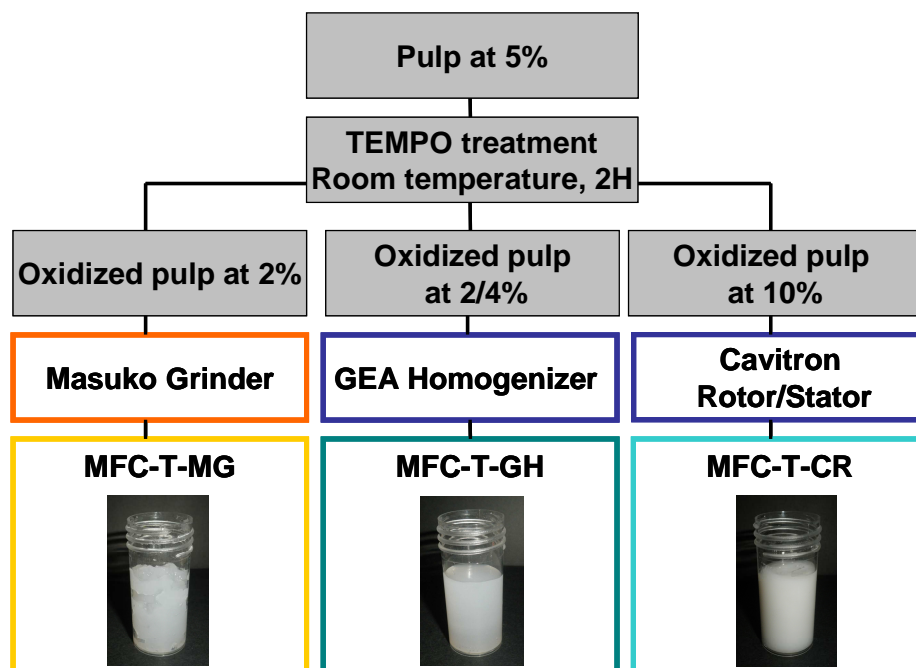 Pulp at 5%
TEMPO treatment
Room temperature, 2H
Oxidized pulp at 2%
Oxidized pulp
at 2/4%
Oxidized pulp
at 10%
Masuko Grinder
GEA Homogenizer
Cavitron
Rotor/Stator
MFC-T-MG
MFC-T-GH
MFC-T-CR